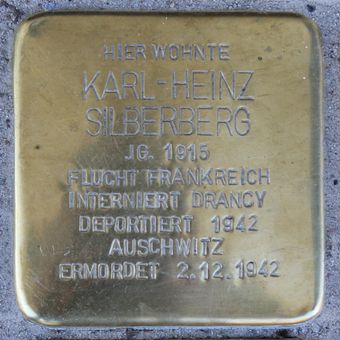 HIER WOHNTE
KARL-HEINZ
SILBERBERG
JG. 1915
FLUCHT FRANKREICH
INTERNIERT DRANCY
DEPORTIERT 1942
AUSCHWITZ
ERMORDET 2.12.1942